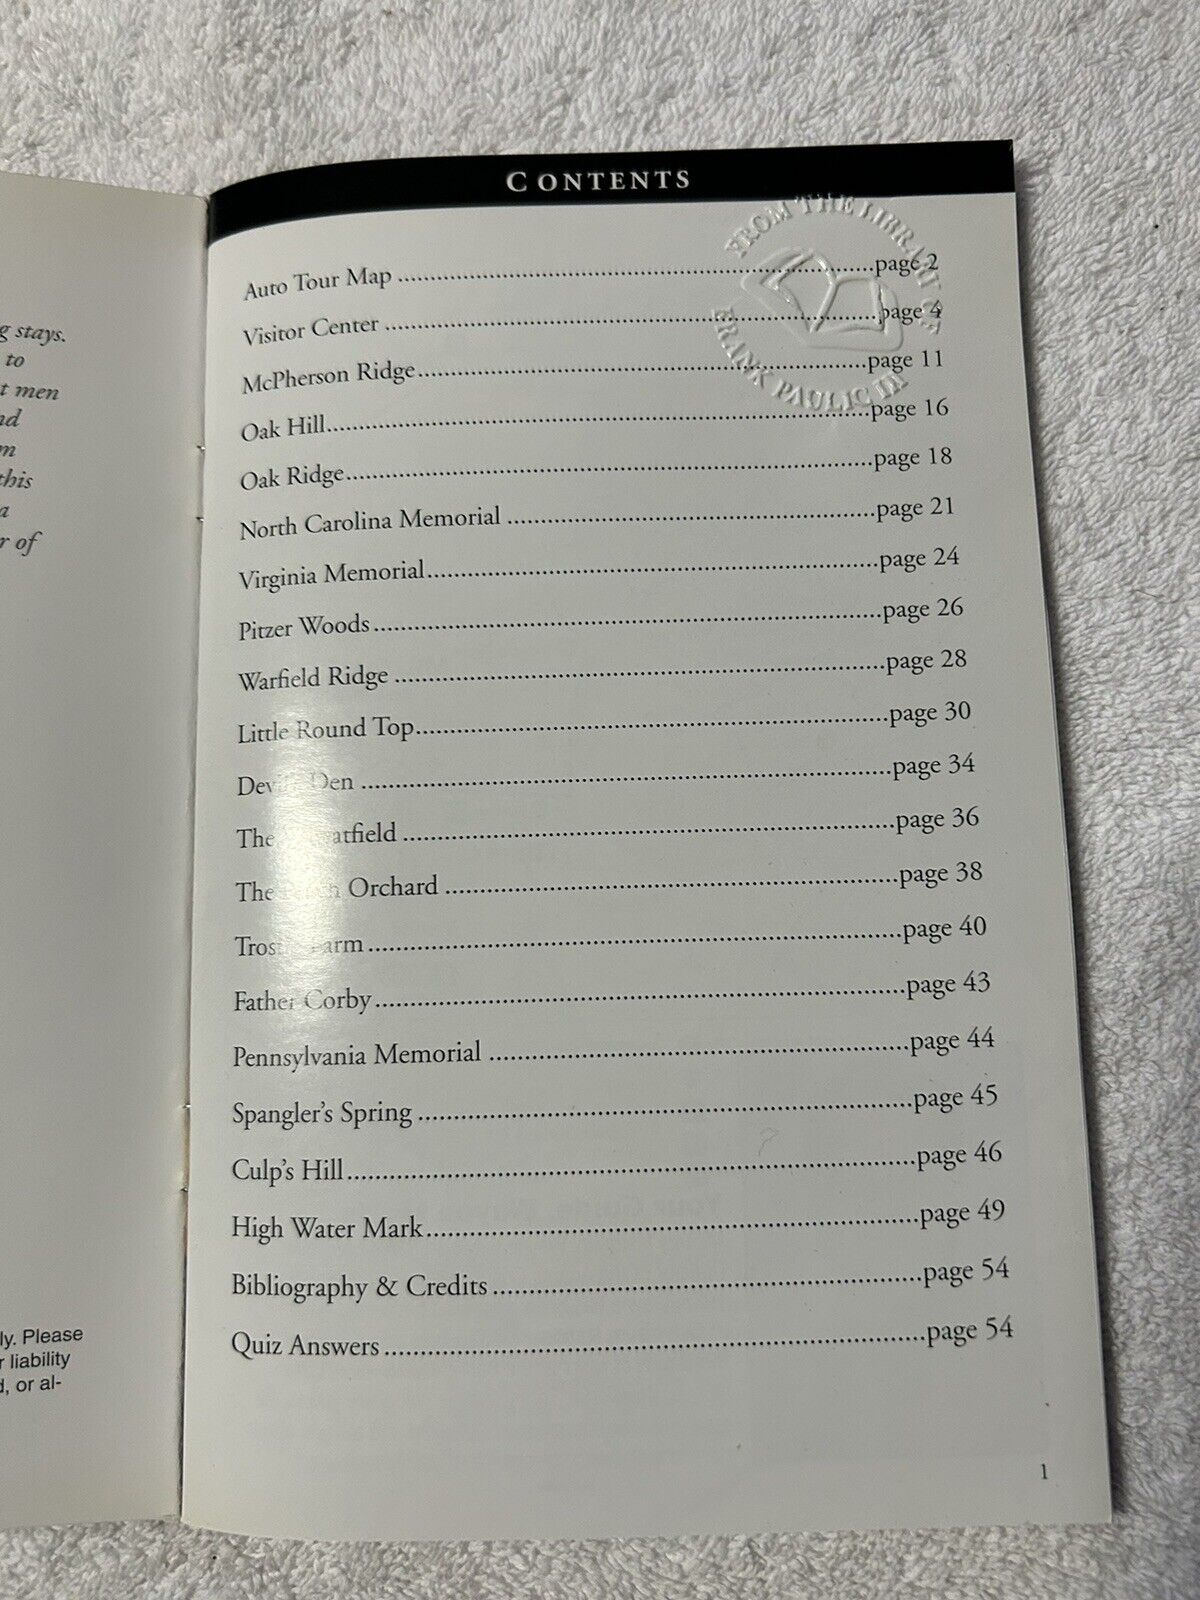 g stays.
to
t men
nd
m
this
a
r of
ly. Please
r liability
d, or al-
CONTENTS
FROM THE LIBRARY OF
FRANK PAULIC III
Auto Tour Map ........page 2
Visitor Center ........page 4
McPherson Ridge........page 11
Oak Hill........page 16
Oak Ridge........page 18
North Carolina Memorial ........page 21
Virginia Memorial........page 24
Pitzer Woods ........page 26
Warfield Ridge ........page 28
Little Round Top........page 30
Devil's Den ........page 34
The Wheatfield ........page 36
The Peach Orchard ........page 38
Trostle Farm ........page 40
Father Corby........page 43
Pennsylvania Memorial ........page 44
Spangler's Spring ........page 45
Culp's Hill........page 46
High Water Mark........page 49
Bibliography & Credits ........page 54
Quiz Answers ........page 54
1